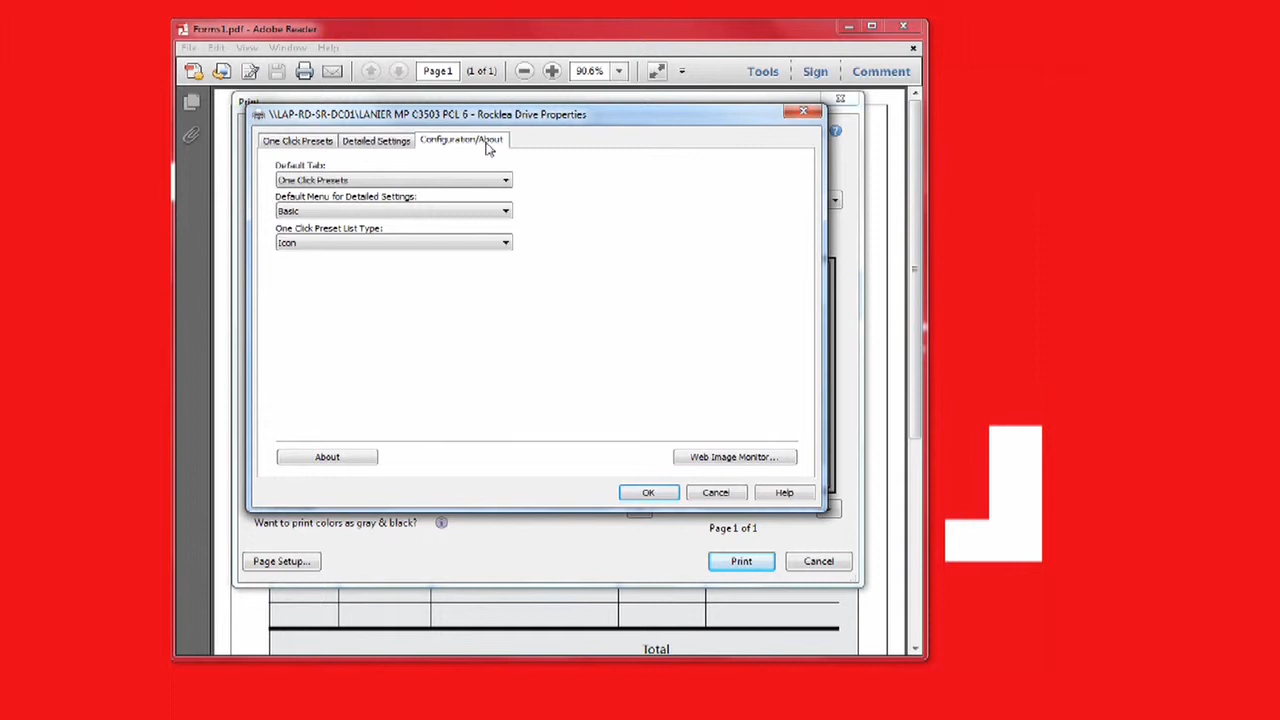 Forms1.pdf - Adobe Reader
File Edit View Window Help
Page1 (1 of 1) 90.6% Tools Sign Comment
Print
\\LAP-RD-SR-DC01\LANIER MP C3503 PCL 6 - Rocklea Drive Properties
One Click Presets Detailed Settings Configuration/About
Default Tab:
One Click Presets
Default Menu for Detailed Settings:
Basic
One Click Preset List Type:
Icon
About Web Image Monitor...
OK Cancel Help
Want to print colors as gray & black?
Page 1 of 1
Page Setup... Print Cancel
Total